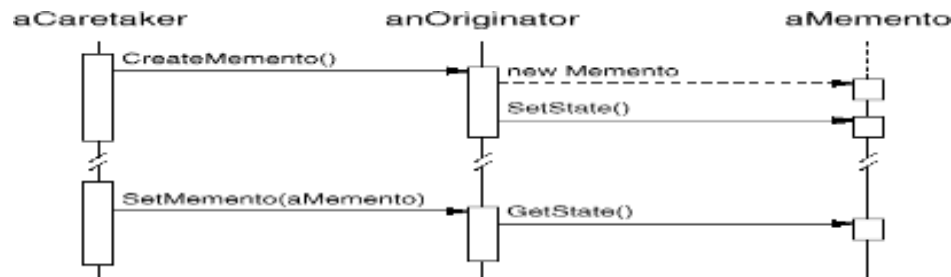 aCaretaker anOriginator aMemento
CreateMemento()
new Memento
SetState()
SetMemento(aMemento)
GetState()